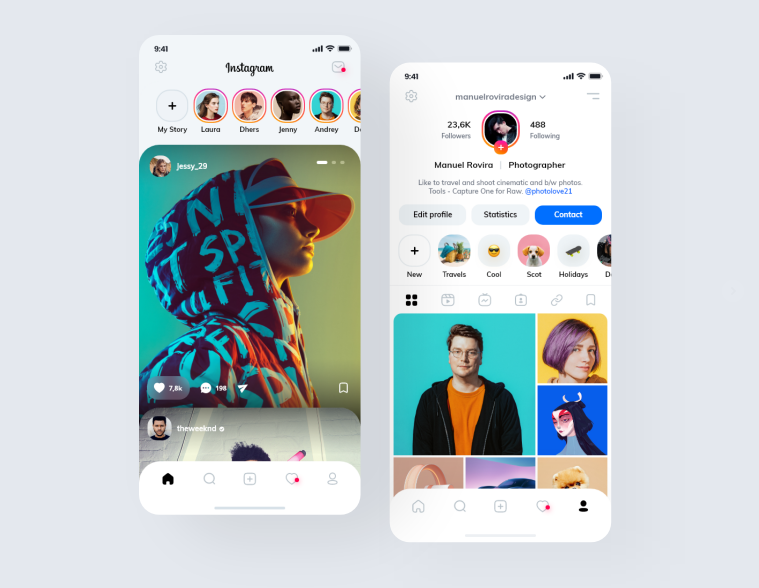 9:41
Instagram
My Story
Laura
Dhers
Jenny
Andrey
jessy_29
SPI
FIT
7,8k
198
theweeknd
9:41
manuelroviradesign
23,6K
Followers
488
Following
Manuel Rovira | Photographer
Like to travel and shoot cinematic and b/w photos.
Tools - Capture One for Raw. @photolove21
Edit profile
Statistics
Contact
New
Travels
Cool
Scot
Holidays